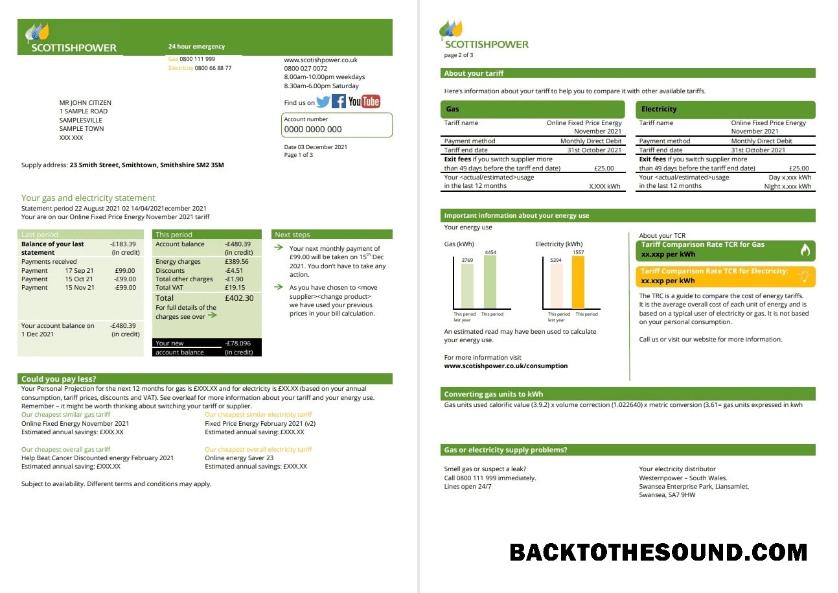 SCOTTISHPOWER
24 hour emergency
Gas 0800 111 999
Electricity 0800 66 88 77
www.scottishpower.co.uk
0800 027 0072
8.00am-10.00pm weekdays
8.30am-6.00pm Saturday
Find us on
YouTube
MR JOHN CITIZEN
1 SAMPLE ROAD
SAMPLESVILLE
SAMPLE TOWN
XXX XXX
Account number
0000 0000 000
Date 03 December 2021
Page 1 of 3
Supply address: 23 Smith Street, Smithtown, Smithshire SM2 3SM
Your gas and electricity statement
Statement period 22 August 2021 02 14/04/2021ecember 2021
Your are on our Online Fixed Price Energy November 2021 tariff
Last period
Balance of your last -£183.39
statement (in credit)
Payments received
Payment 17 Sep 21 £99.00
Payment 15 Oct 21 -£99.00
Payment 15 Nov 21 -£99.00
Your account balance on -£480.39
1 Dec 2021 (in credit)
This period
Account balance -£480.39
(in credit)
Energy charges £389.56
Discounts -£4.51
Total other charges -£1.90
Total VAT £19.15
Total £402.30
For full details of the
charges see over
Your new -£78.096
account balance (in credit)
Next steps
Your next monthly payment of
£99.00 will be taken on 15th Dec
2021. You don't have to take any
action.
As you have chosen to <move
supplier><change product>
we have used your previous
prices in your bill calculation.
Could you pay less?
Your Personal Projection for the next 12 months for gas is £XXX.XX and for electricity is £XX.XX (based on your annual
consumption, tariff prices, discounts and VAT). See overleaf for more information about your tariff and your energy use.
Remember – it might be worth thinking about switching your tariff or supplier.
Our cheapest similar gas tariff
Online Fixed Energy November 2021
Estimated annual savings: £XXX.XX
Our cheapest similar electricity tariff
Fixed Price Energy February 2021 (v2)
Estimated annual savings: £XXX.XX
Our cheapest overall gas tariff
Help Beat Cancer Discounted energy February 2021
Estimated annual savings: £XXX.XX
Our cheapest overall electricity tariff
Online energy Saver 23
Estimated annual savings: £XXX.XX
Subject to availability. Different terms and conditions may apply.
SCOTTISHPOWER
page 2 of 3
About your tariff
Here's information about your tariff to help you to compare it with other available tariffs.
Gas
Tariff name Online Fixed Price Energy
November 2021
Payment method Monthly Direct Debit
Tariff end date 31st October 2021
Exit fees if you switch supplier more
than 49 days before the tariff end date) £25.00
Your <actual/estimated>usage
in the last 12 months X,XXX kWh
Electricity
Tariff name Online Fixed Price Energy
November 2021
Payment method Monthly Direct Debit
Tariff end date 31st October 2021
Exit fees if you switch supplier more
than 49 days before the tariff end date) £25.00
Your <actual/estimated>usage Day x.xxx kWh
in the last 12 months Night x.xxx kWh
Important information about your energy use
Your energy use
Gas (kWh)
3769
4454
This period last year
This period
Electricity (kWh)
5394
1557
This period last year
This period
An estimated read may have been used to calculate
your energy use.
For more information visit
www.scottishpower.co.uk/consumption
About your TCR
Tariff Comparison Rate TCR for Gas
xx.xxp per kWh
Tariff Comparison Rate TCR for Electricity:
xx.xxp per kWh
The TRC is a guide to compare the cost of energy tariffs.
It is the average overall cost of each unit of energy and is
based on a typical user of electricity or gas. It is not based
on your personal consumption.
Call us or visit our website for more information.
Converting gas units to kWh
Gas units used calorific value (3.9.2) x volume correction (1.022640) x metric conversion (3.61= gas units expressed in kwh
Gas or electricity supply problems?
Smell gas or suspect a leak?
Call 0800 111 999 immediately.
Lines open 24/7
Your electricity distributor
Westernpower – South Wales.
Swansea Enterprise Park, Llansamlet,
Swansea, SA7 9HW
BACKTOTHESOUND.COM